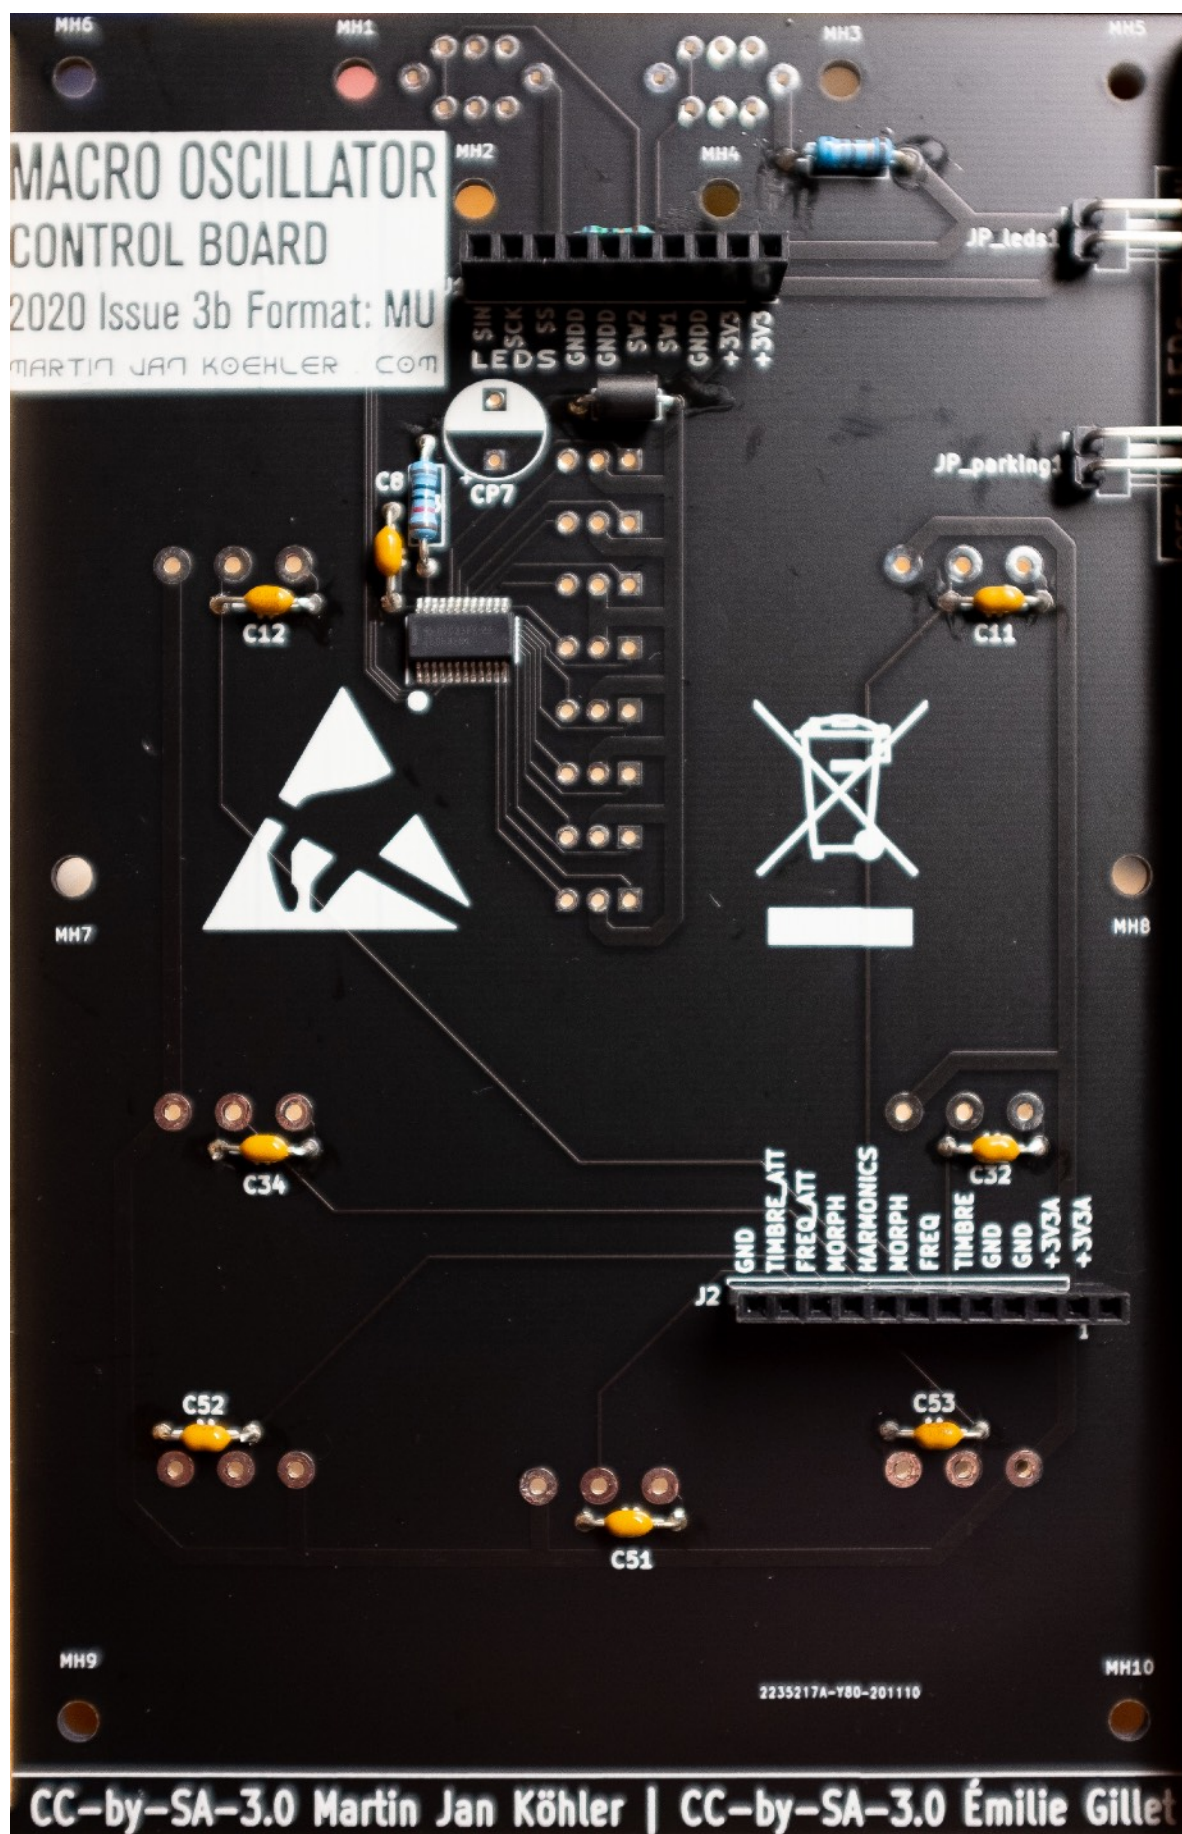 MH6
MH1
MH3
MH5
MACRO OSCILLATOR
CONTROL BOARD
2020 Issue 3b Format: MU
MARTIN JAN KOEHLER . COM
MH2
MH4
JP_leds1
SIN
SCK
SS
GNDD
GNDD
SW2
SW1
GNDD
+3V3
+3V3
LEDS
JP_parking1
C8
CP7
C12
C11
MH7
MH8
C34
C32
GND
TIMBRE_ATT
FREQ_ATT
MORPH
HARMONICS
MORPH
FREQ
TIMBRE
GND
GND
+3V3A
+3V3A
J2
1
C52
C53
C51
MH9
MH10
2235217A-Y80-201110
CC-by-SA-3.0 Martin Jan Köhler | CC-by-SA-3.0 Émilie Gillet